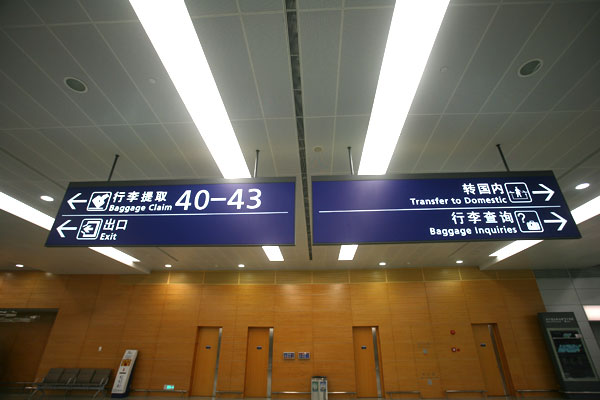 行李提取 40-43
Baggage Claim
出口
Exit
转国内
Transfer to Domestic
行李查询
Baggage Inquiries